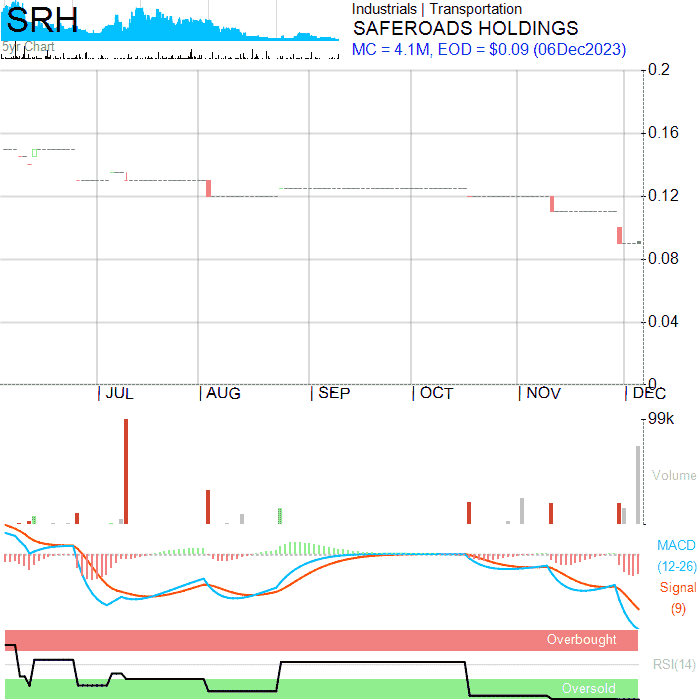 SRH
5yr Chart
Industrials | Transportation
SAFEROADS HOLDINGS
MC = 4.1M, EOD = $0.09 (06Dec2023)
0.2
0.16
0.12
0.08
0.04
0
| JUL | AUG | SEP | OCT | NOV | DEC
99k
Volume
MACD
(12-26)
Signal
(9)
Overbought
RSI(14)
Oversold